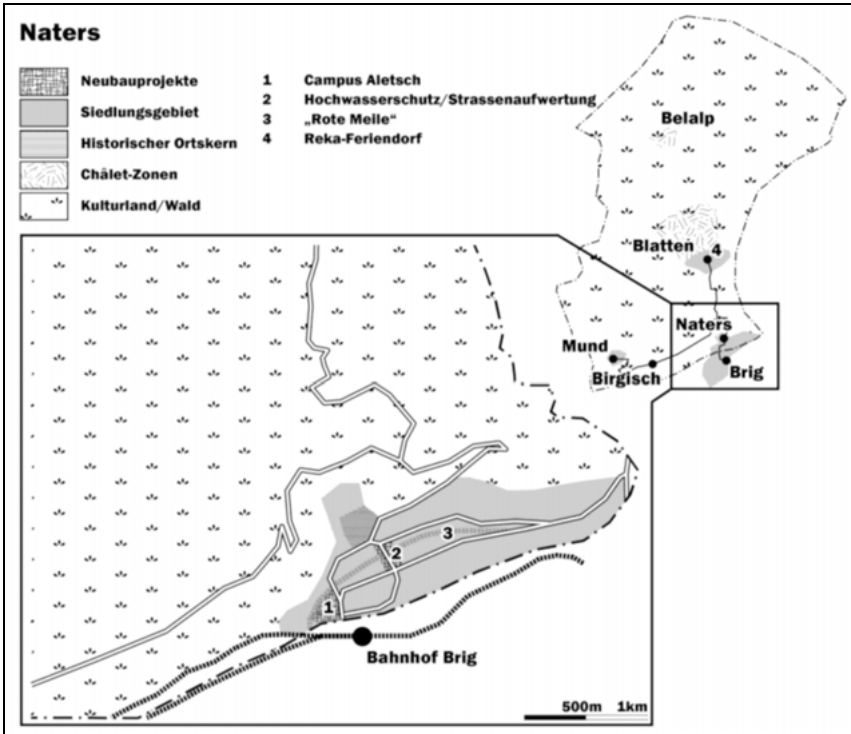 Naters
Neubauprojekte
Siedlungsgebiet
Historischer Ortskern
Châlet-Zonen
Kulturland/Wald
1 Campus Aletsch
2 Hochwasserschutz/Strassenaufwertung
3 „Rote Meile“
4 Reka-Feriendorf
Belalp
Blatten 4
Naters
Mund
Birgisch
Brig
3
2
1
Bahnhof Brig
500m 1km